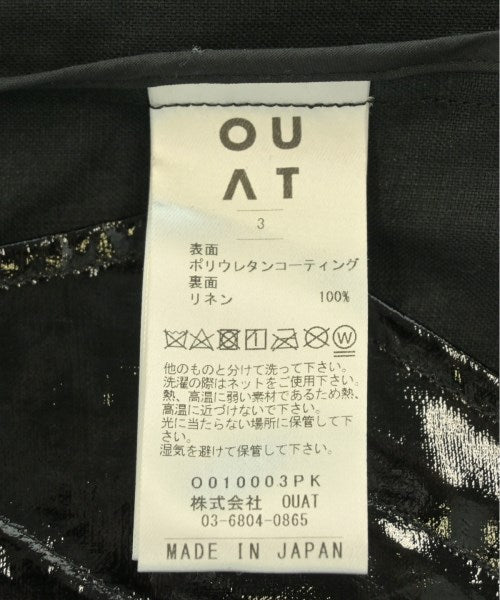 OU
AT
3
表面
ポリウレタンコーティング
裏面
リネン 100%
W
他のものと分けて洗って下さい。
洗濯の際はネットをご使用下さい。
熱、高温に弱い素材であるため熱、
高温に近づけないで下さい。
光に当たらない場所に保管して下さい。
湿気を避けて保管して下さい。
O010003PK
株式会社 OUAT
03-6804-0865
MADE IN JAPAN